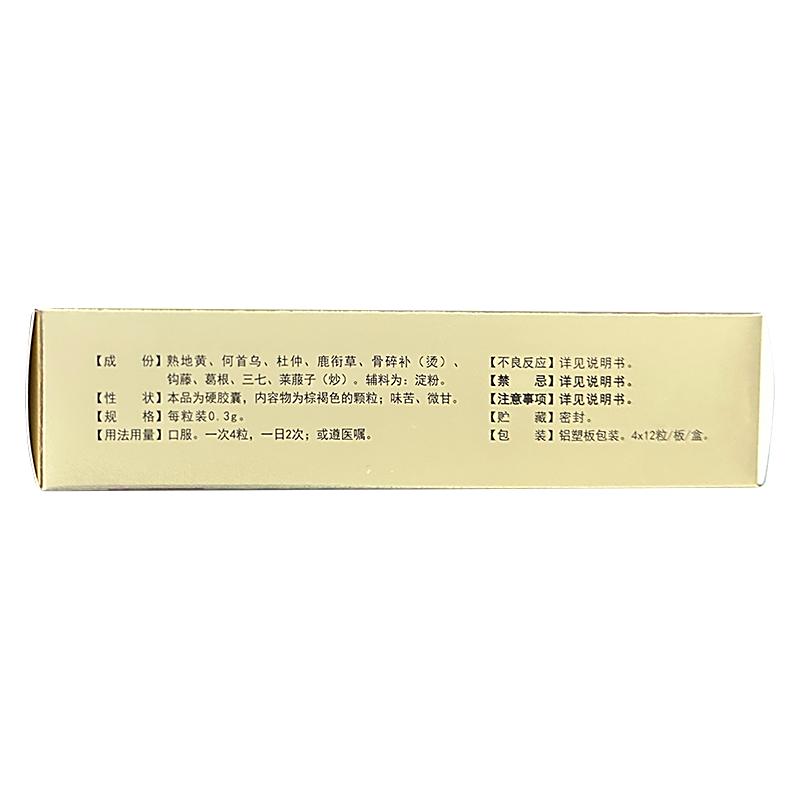 【成 份】熟地黄、何首乌、杜仲、鹿衔草、骨碎补（烫）、
钩藤、葛根、三七、莱菔子（炒）。辅料为：淀粉。
【性 状】本品为硬胶囊，内容物为棕褐色的颗粒；味苦、微甘。
【规 格】每粒装0.3g。
【用法用量】口服。一次4粒，一日2次；或遵医嘱。
【不良反应】详见说明书。
【禁 忌】详见说明书。
【注意事项】详见说明书。
【贮 藏】密封。
【包 装】铝塑板包装。4x12粒/板/盒。